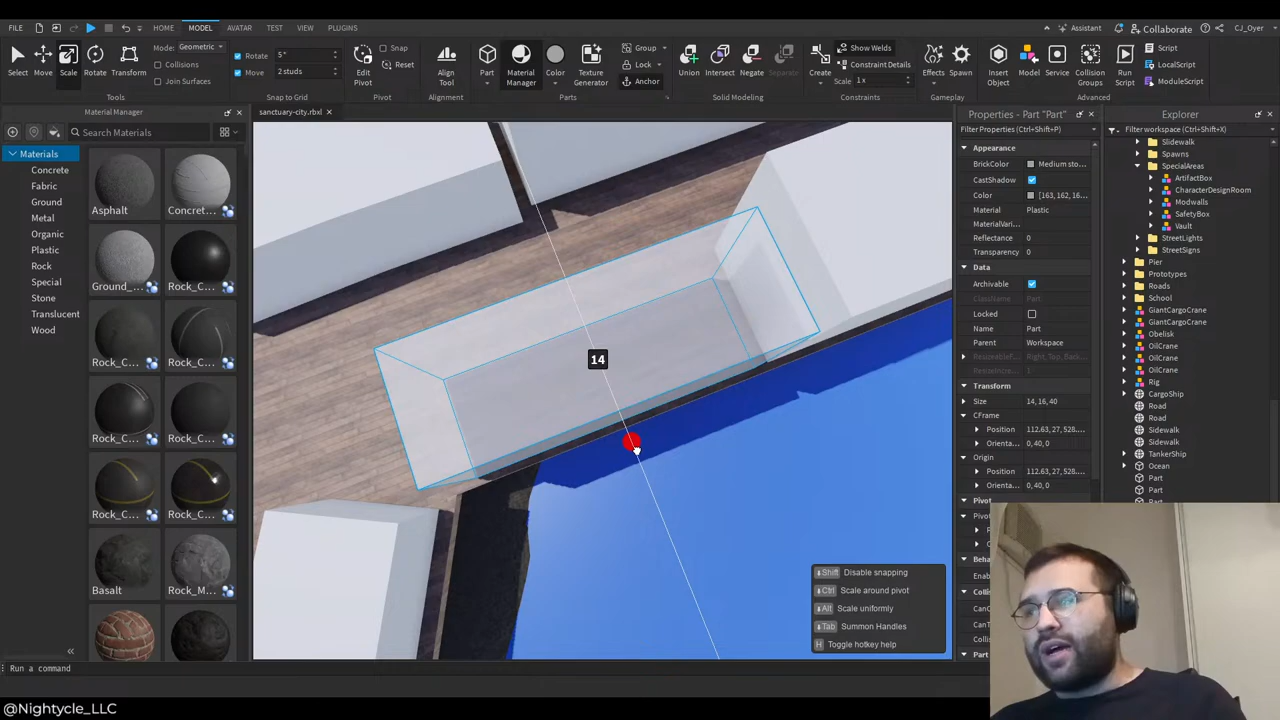 FILE HOME MODEL AVATAR TEST VIEW PLUGINS Assistant Collaborate CJ_Oyer
Mode: Geometric Rotate 5° Snap Group Show Welds Script
Collisions Move 2 studs Reset Lock Constraint Details LocalScript
Select Move Scale Rotate Transform Join Surfaces Edit Pivot Align Tool Part Material Manager Color Texture Generator Anchor Union Intersect Negate Separate Create Scale 1 x Effects Spawn Insert Object Model Service Collision Groups Run Script ModuleScript
Tools Snap to Grid Pivot Alignment Parts Solid Modeling Constraints Gameplay Advanced
Material Manager
sanctuary-city.rbxl
Properties - Part "Part"
Explorer
Search Materials
Filter Properties (Ctrl+Shift+P)
Filter workspace (Ctrl+Shift+X)
Materials
Concrete
Fabric
Ground
Metal
Organic
Plastic
Rock
Special
Stone
Translucent
Wood
Asphalt Concret...
Ground_... Rock_C...
Rock_C... Rock_C...
Rock_C... Rock_C...
Rock_C... Rock_C...
Basalt Rock_M...
14
Shift Disable snapping
Ctrl Scale around pivot
Alt Scale uniformly
Tab Summon Handles
H Toggle hotkey help
Appearance
BrickColor Medium sto...
CastShadow
Color [163, 162, 16...
Material Plastic
MaterialVari...
Reflectance 0
Transparency 0
Data
Archivable
ClassName Part
Locked
Name Part
Parent Workspace
Right, Top, Back...
Transform
Size 14, 16, 40
CFrame
Position 112.63, 27, 528....
Orienta... 0, 40, 0
Origin
Position 112.63, 27, 528....
Orienta... 0, 40, 0
Pivot
Pivot
Beha
Enab
Collis
CanC
CanT
Collis
Part
Slidewalk
Spawns
SpecialAreas
ArtifactBox
CharacterDesignRoom
Modwalls
SafetyBox
Vault
StreetLights
StreetSigns
Pier
Prototypes
Roads
School
GiantCargoCrane
GiantCargoCrane
Obelisk
OilCrane
OilCrane
OilCrane
Rig
CargoShip
Road
Road
Sidewalk
Sidewalk
TankerShip
Ocean
Part
Part
Run a command
@Nightycle_LLC